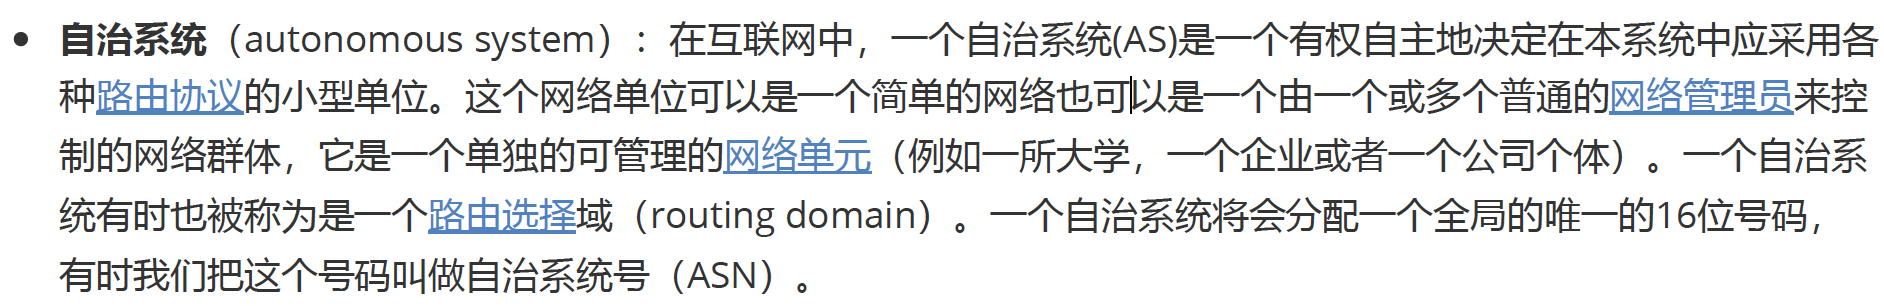 自治系统（autonomous system）：在互联网中，一个自治系统(AS)是一个有权自主地决定在本系统中应采用各
种路由协议的小型单位。这个网络单位可以是一个简单的网络也可以是一个由一个或多个普通的网络管理员来控
制的网络群体，它是一个单独的可管理的网络单元（例如一所大学，一个企业或者一个公司个体）。一个自治系
统有时也被称为是一个路由选择域（routing domain）。一个自治系统将会分配一个全局的唯一的16位号码，
有时我们把这个号码叫做自治系统号（ASN）。